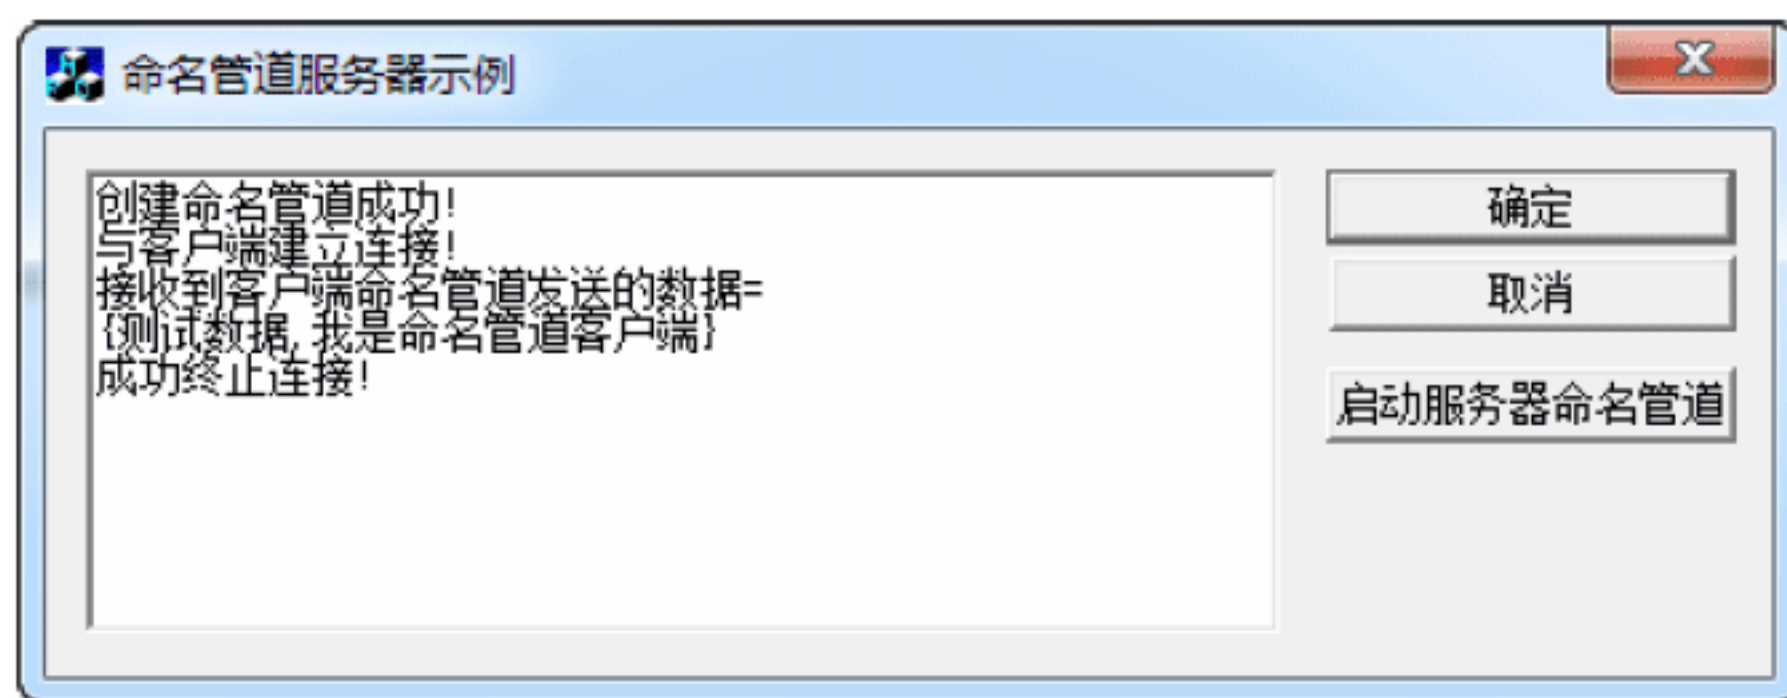 命名管道服务器示例
创建命名管道成功!
与客户端建立连接!
接收到客户端命名管道发送的数据=
{测试数据,我是命名管道客户端}
成功终止连接!
确定
取消
启动服务器命名管道